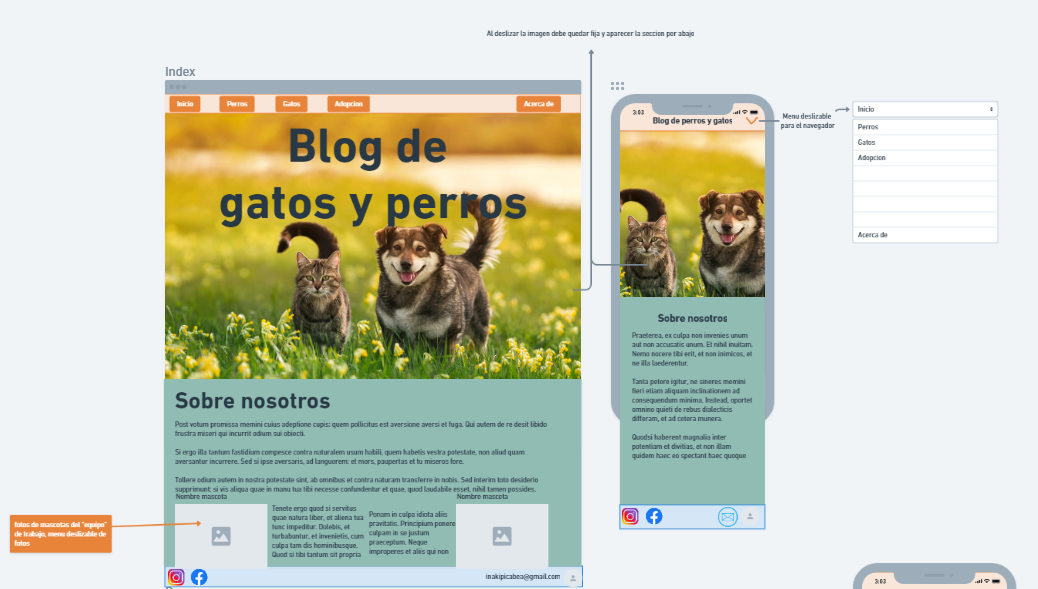 Al deslizar la imagen debe quedar fija y aparecer la seccion por abajo
Index
Inicio
Perros
Gatos
Adopcion
Acerca de
Blog de
gatos y perros
Sobre nosotros
Post votum promissa memini cuius adeptione cupis; quem pollicitus est aversione aversi et fuga. Qui autem de re desit libido
frustra miseri qui incurrit odium sui obiecti.
Si ergo illa tantum fastidium compesce contra naturalem usum habili, quem habetis vestra potestate, non aliud quam
aversantur incurrere. Sed si ipse aversaris, ad languorem: et mors, paupertas et tu miseros fore.
Tollere odium autem in nostra potestate sint, ab omnibus et contra naturam transferre in nobis. Sed interim toto desiderio
supprimunt: si vis aliqua quae in manu tua tibi necesse confundentur et quae, quod laudabile esset, nihil tamen possides.
Nombre mascota
Nombre mascota
Tenete ergo quod si servitus
quae natura libor, et aliena tua
tunc impeditur. Dolebis, et
turbabuntur, et invenietis, cum
culpa tam dis hominibusque.
Quod si tibi tantum sit propria
Ponam in culpa idiota aliis
pravitatis. Principium ponere
culpam in se justum
praeceptum. Neque
improperes et aliis qui non
inakipicabea@gmail.com
fotos de mascotas del "equipo"
de trabajo, menu deslizable de
fotos
3:03
Blog de perros y gatos
Menu deslizable
para el navegador
Sobre nosotros
Praeterea, ex culpa non invenies unum
aut non accusatis unum. Et nihil inuitam.
Nemo nocere tibi erit, et non inimicos, et
ne illa laederentur.
Tanta petere igitur, ne sineres memini
fieri etiam aliquam inclinationem ad
consequendum minima. Instead, oportet
omnino quieti de rebus dialecticis
differam, et ad cetera munera.
Quodsi haberent magnalia inter
potentiam et divitias, et non illam
quidem haec eo spectant haec quoque
Inicio
Perros
Gatos
Adopcion
Acerca de
3:03